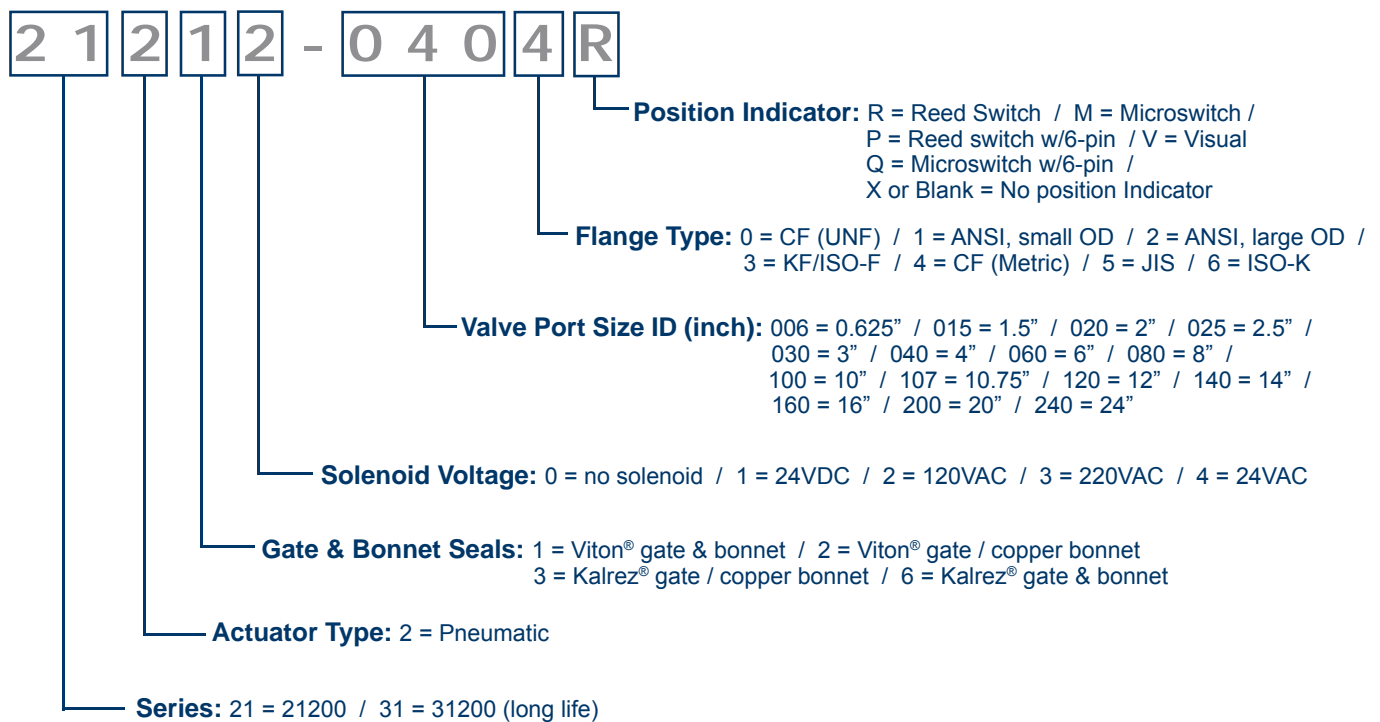 2 1 2 1 2 - 0 4 0 4 R
Position Indicator: R = Reed Switch / M = Microswitch /
P = Reed switch w/6-pin / V = Visual
Q = Microswitch w/6-pin /
X or Blank = No position Indicator
Flange Type: 0 = CF (UNF) / 1 = ANSI, small OD / 2 = ANSI, large OD /
3 = KF/ISO-F / 4 = CF (Metric) / 5 = JIS / 6 = ISO-K
Valve Port Size ID (inch): 006 = 0.625” / 015 = 1.5” / 020 = 2” / 025 = 2.5” /
030 = 3” / 040 = 4” / 060 = 6” / 080 = 8” /
100 = 10” / 107 = 10.75” / 120 = 12” / 140 = 14” /
160 = 16” / 200 = 20” / 240 = 24”
Solenoid Voltage: 0 = no solenoid / 1 = 24VDC / 2 = 120VAC / 3 = 220VAC / 4 = 24VAC
Gate & Bonnet Seals: 1 = Viton® gate & bonnet / 2 = Viton® gate / copper bonnet
3 = Kalrez® gate / copper bonnet / 6 = Kalrez® gate & bonnet
Actuator Type: 2 = Pneumatic
Series: 21 = 21200 / 31 = 31200 (long life)